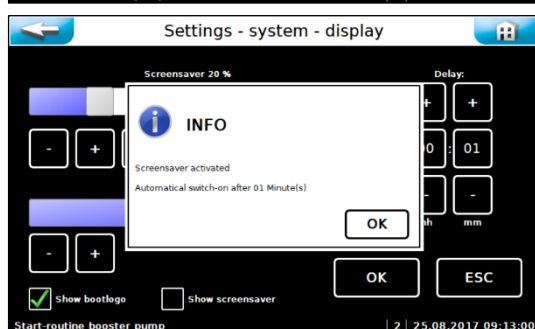 Settings - system - display
Screensaver 20 %
Delay:
INFO
Screensaver activated
Automatical switch-on after 01 Minute(s)
OK
+
+
-
+
: 01
-
-
mm
-
+
OK
ESC
Show bootlogo
Show screensaver
Start-routine booster pump
2
25.08.2017 09:13:00